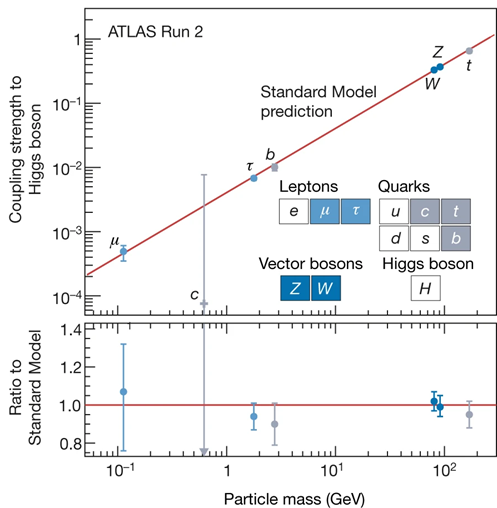 ATLAS Run 2
Coupling strength to
Higgs boson
1
10⁻¹
10⁻²
10⁻³
10⁻⁴
Z
W
t
Standard Model
prediction
τ
b
μ
c
Leptons
e μ τ
Quarks
u c t
d s b
Vector bosons
Z W
Higgs boson
H
Ratio to
Standard Model
1.4
1.2
1.0
0.8
10⁻¹ 1 10¹ 10²
Particle mass (GeV)